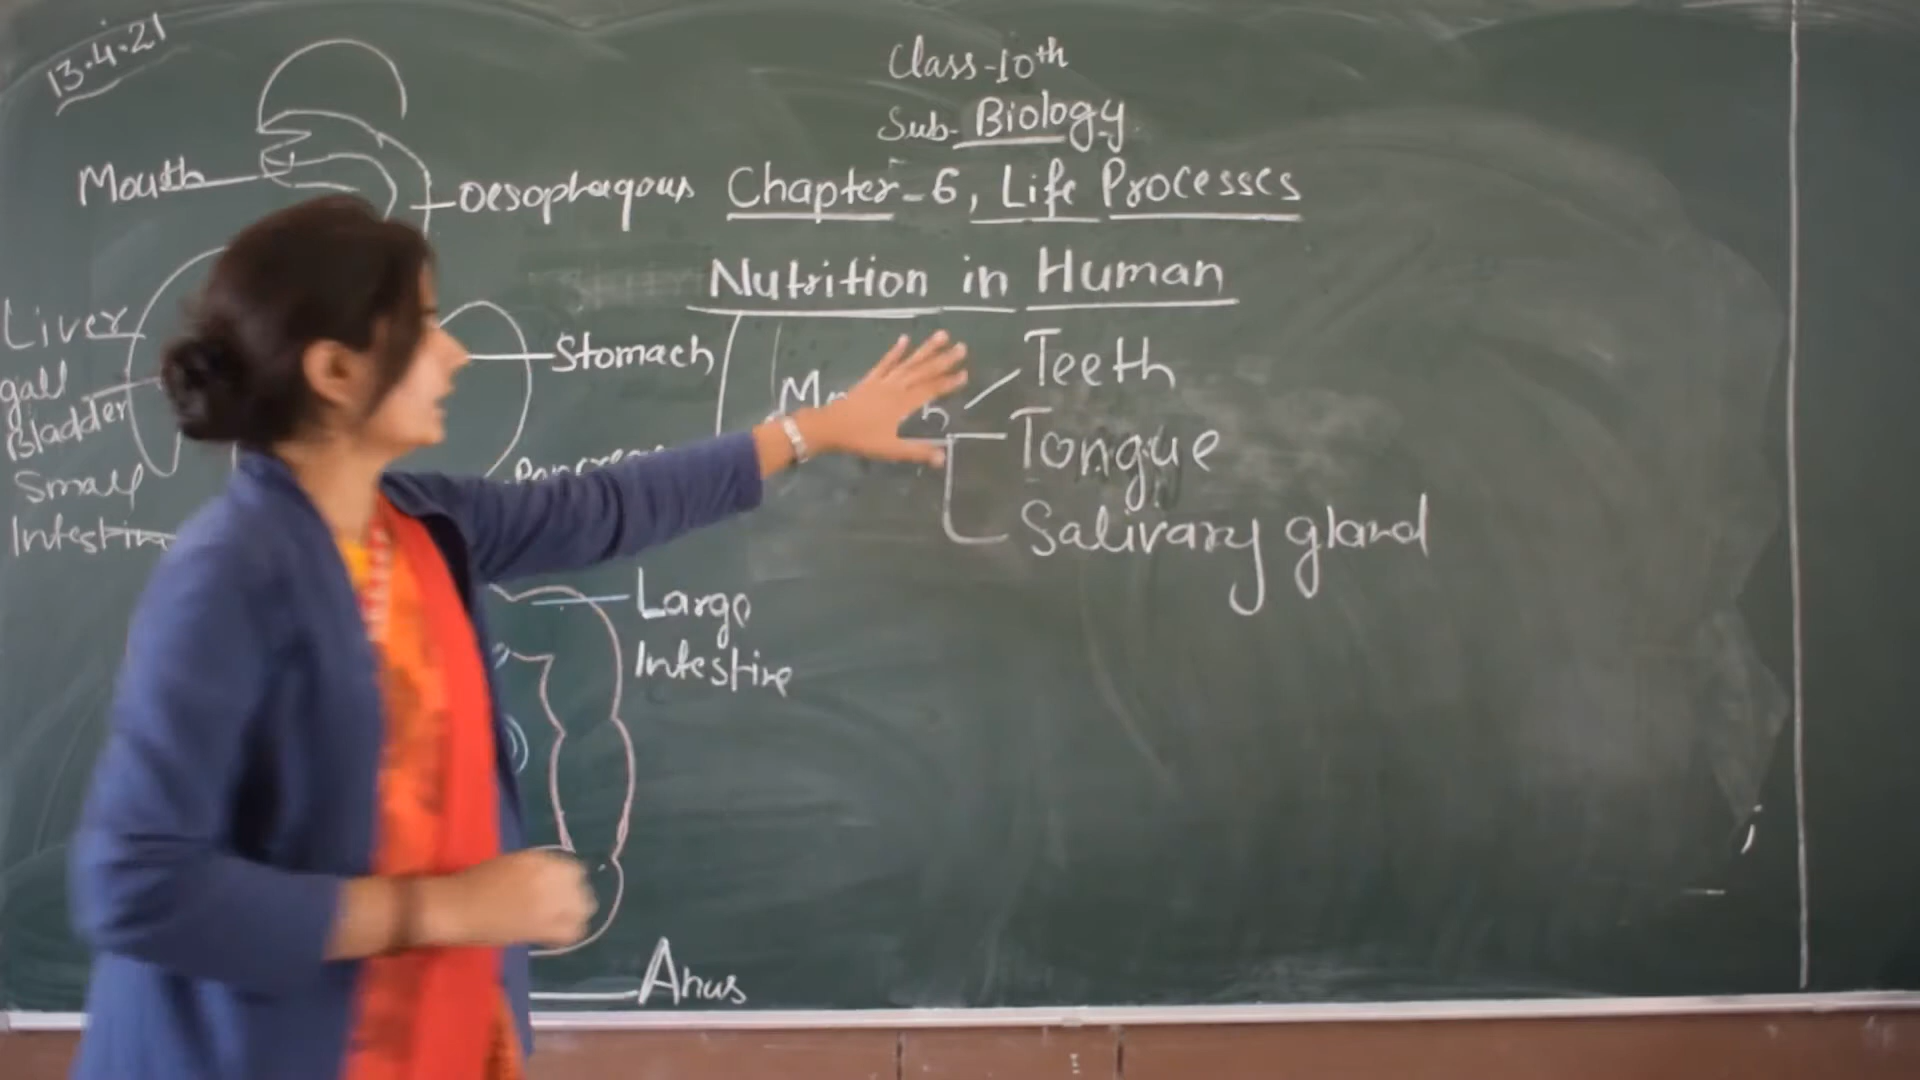 13.4.21
Class-10th
Sub-Biology
Chapter-6, Life Processes
Nutrition in Human
Mouth
Oesophagous
Liver
gall
Bladder
Small
Intestine
Stomach
Pancreas
Large
Intestine
Anus
Teeth
Tongue
Salivary gland